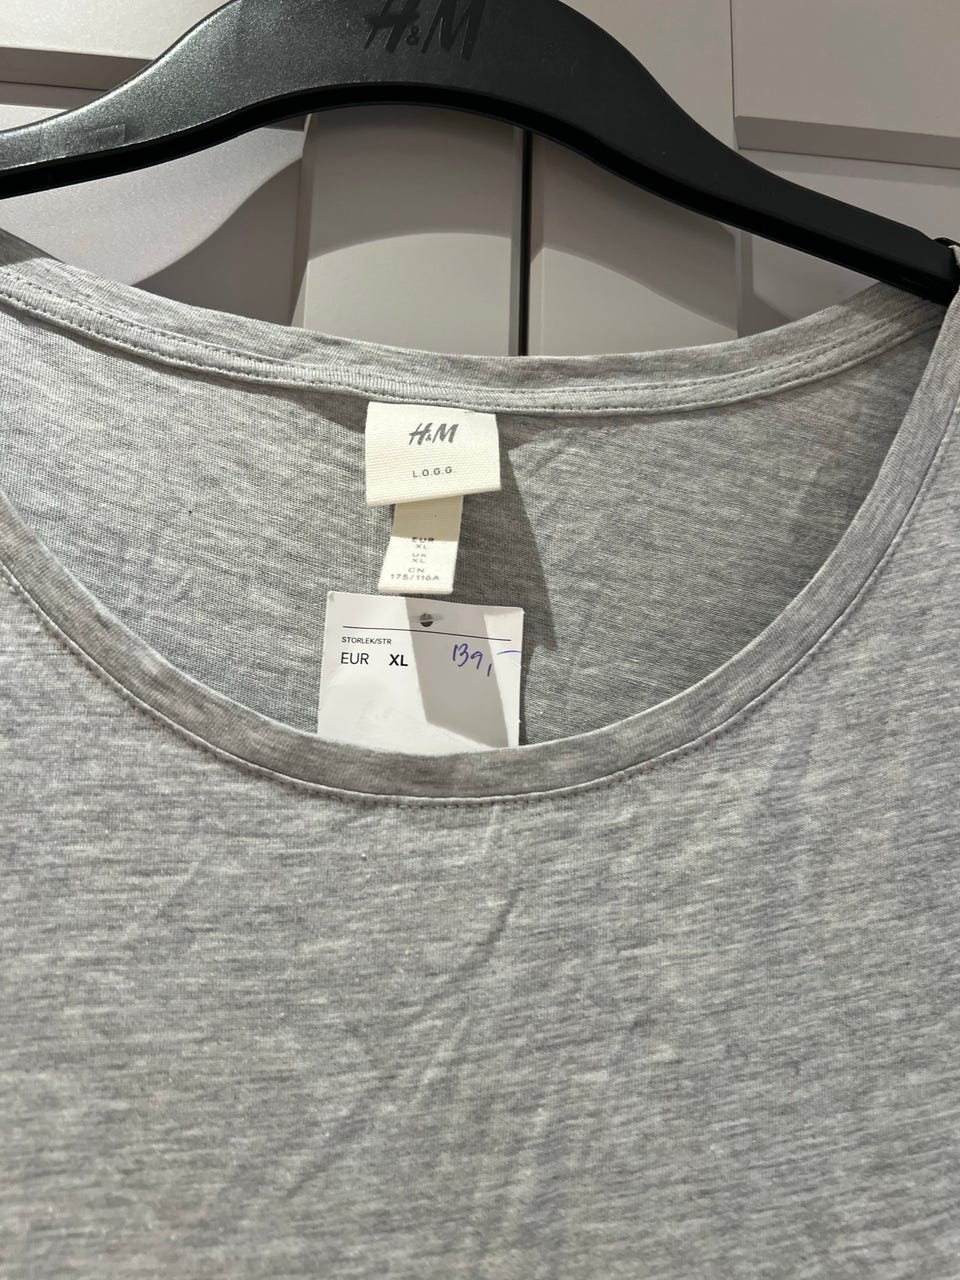 H&M
H&M
L.O.G.G.
EUR
XL
UK
XL
CN
175/116A
STORLEK/STR
EUR XL 139,-